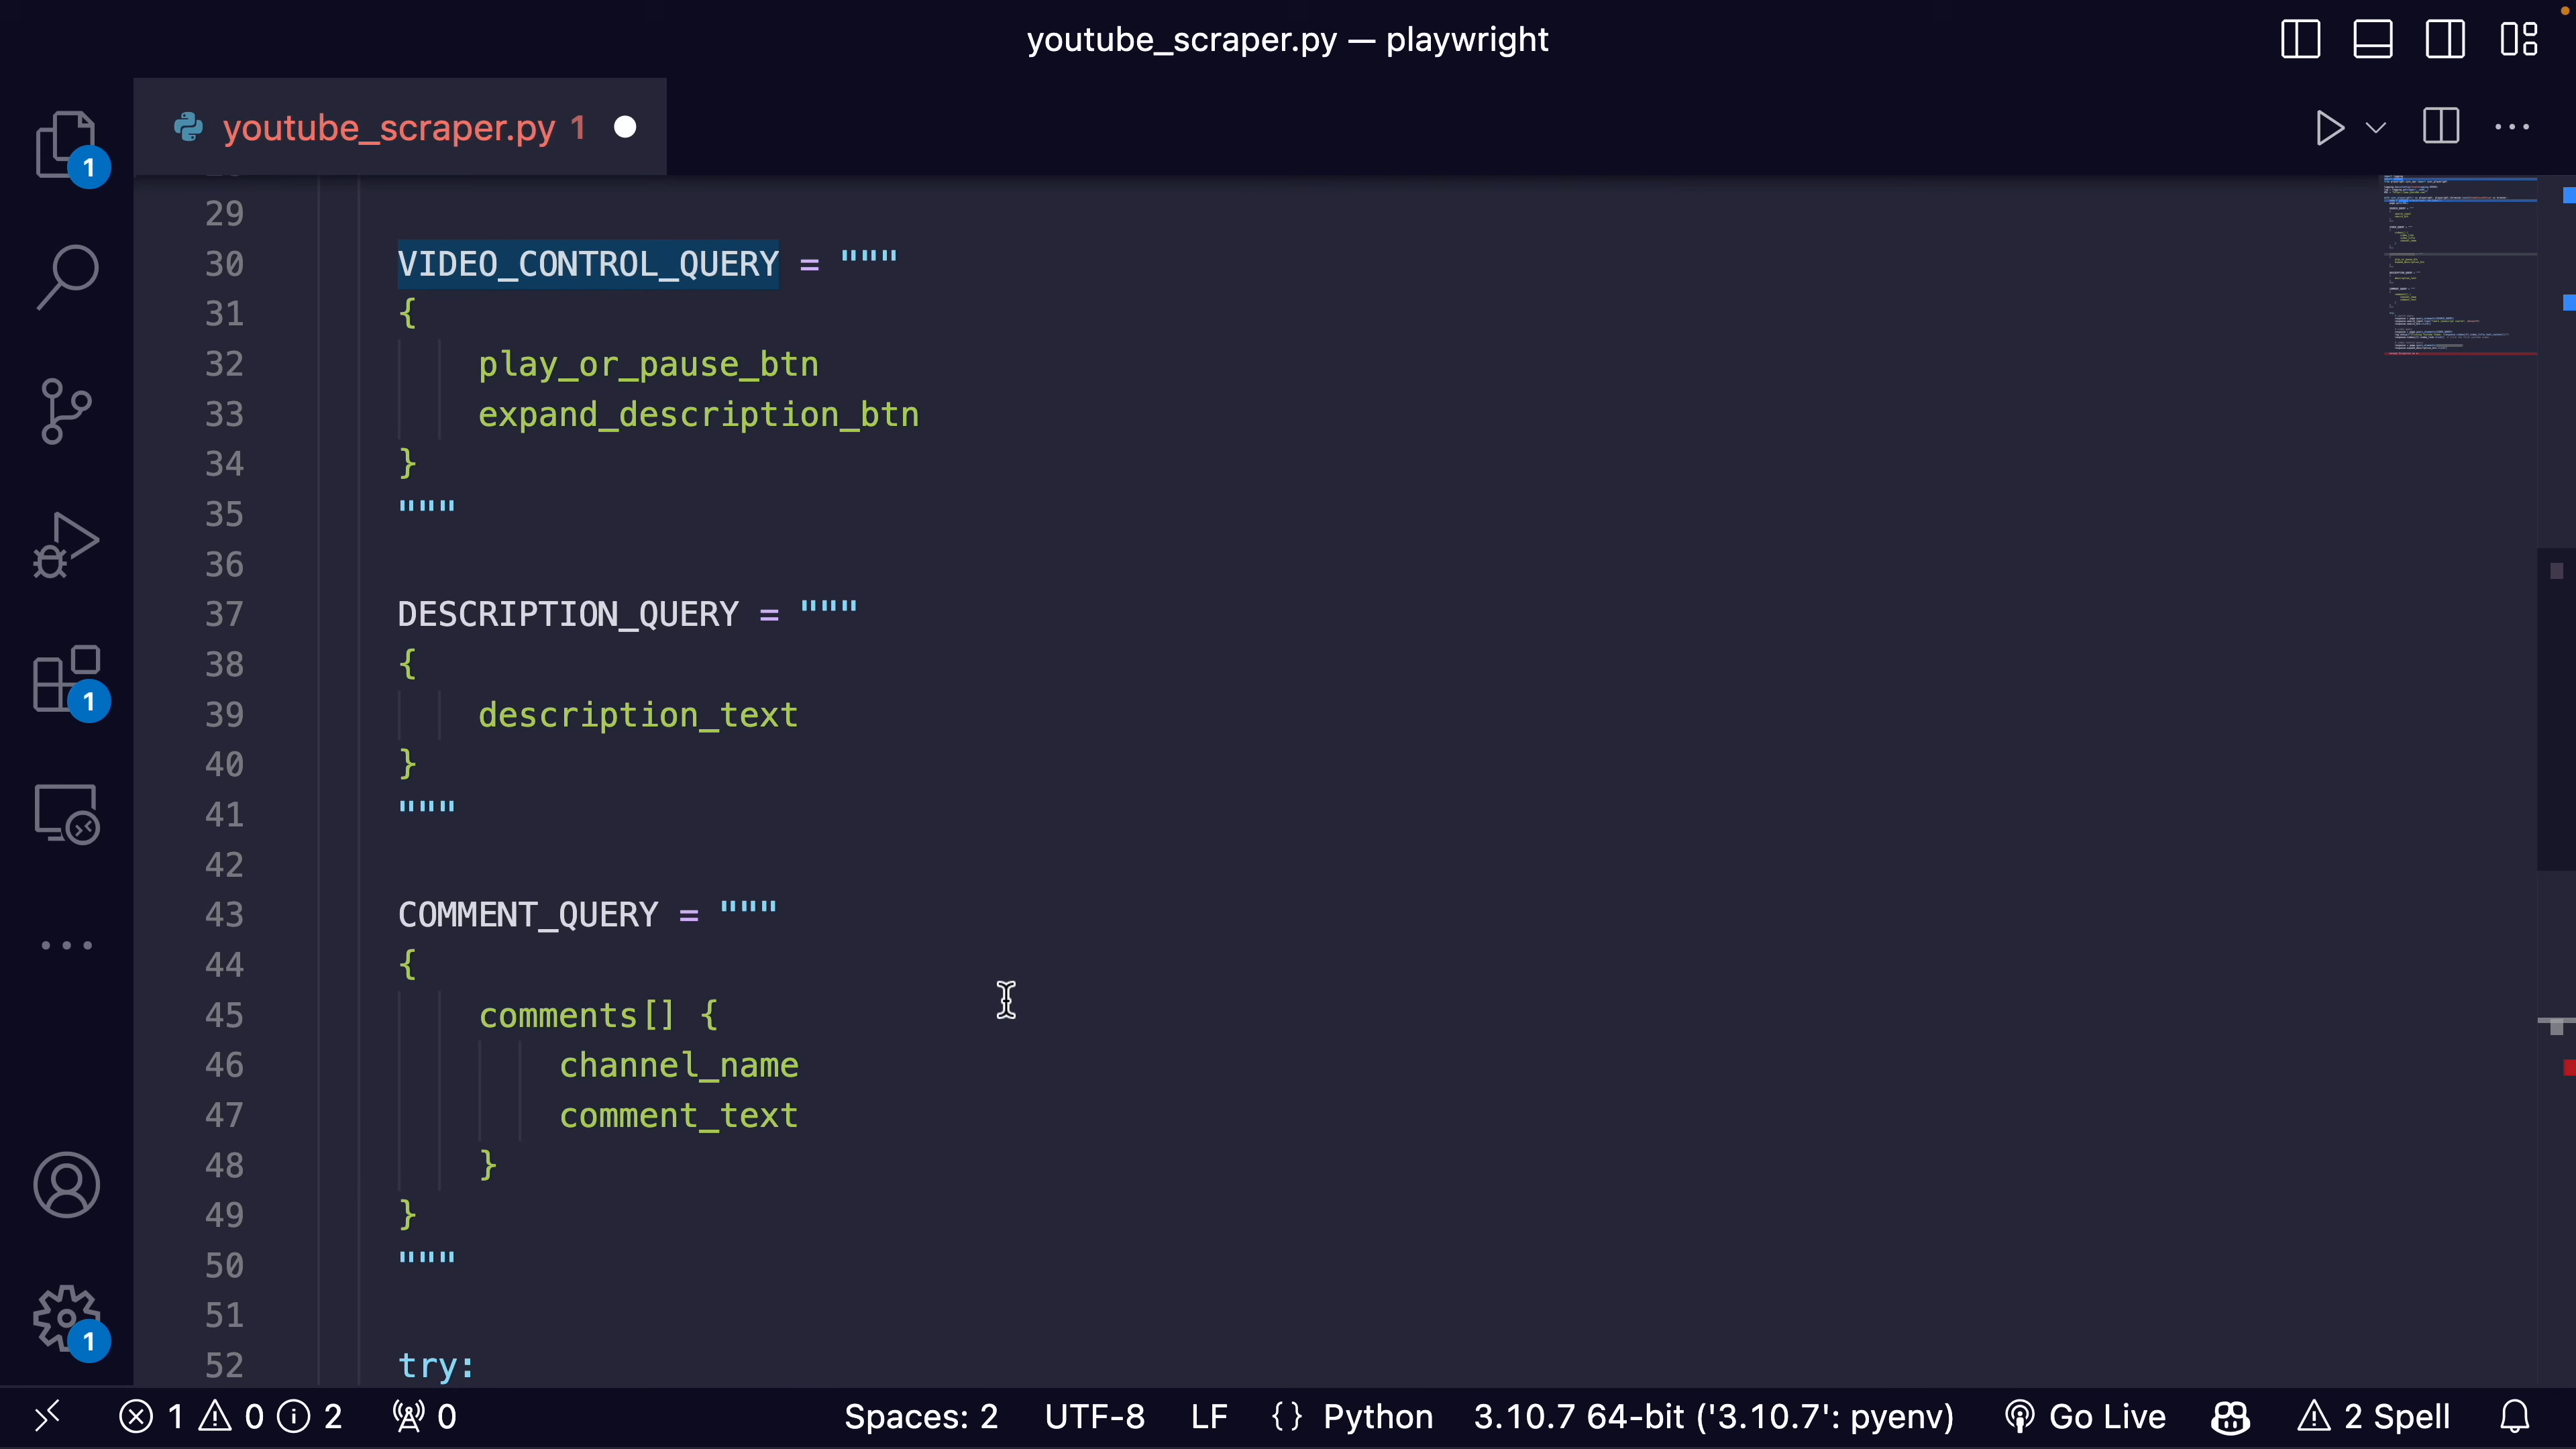 youtube_scraper.py — playwright
youtube_scraper.py 1
1
29
30 VIDEO_CONTROL_QUERY = """
31 {
32 play_or_pause_btn
33 expand_description_btn
34 }
35 """
36
37 DESCRIPTION_QUERY = """
38 {
39 description_text
40 }
41 """
42
43 COMMENT_QUERY = """
44 {
45 comments[] {
46 channel_name
47 comment_text
48 }
49 }
50 """
51
52 try:
1
1
1 0 2 0 Spaces: 2 UTF-8 LF {} Python 3.10.7 64-bit ('3.10.7': pyenv) Go Live 2 Spell